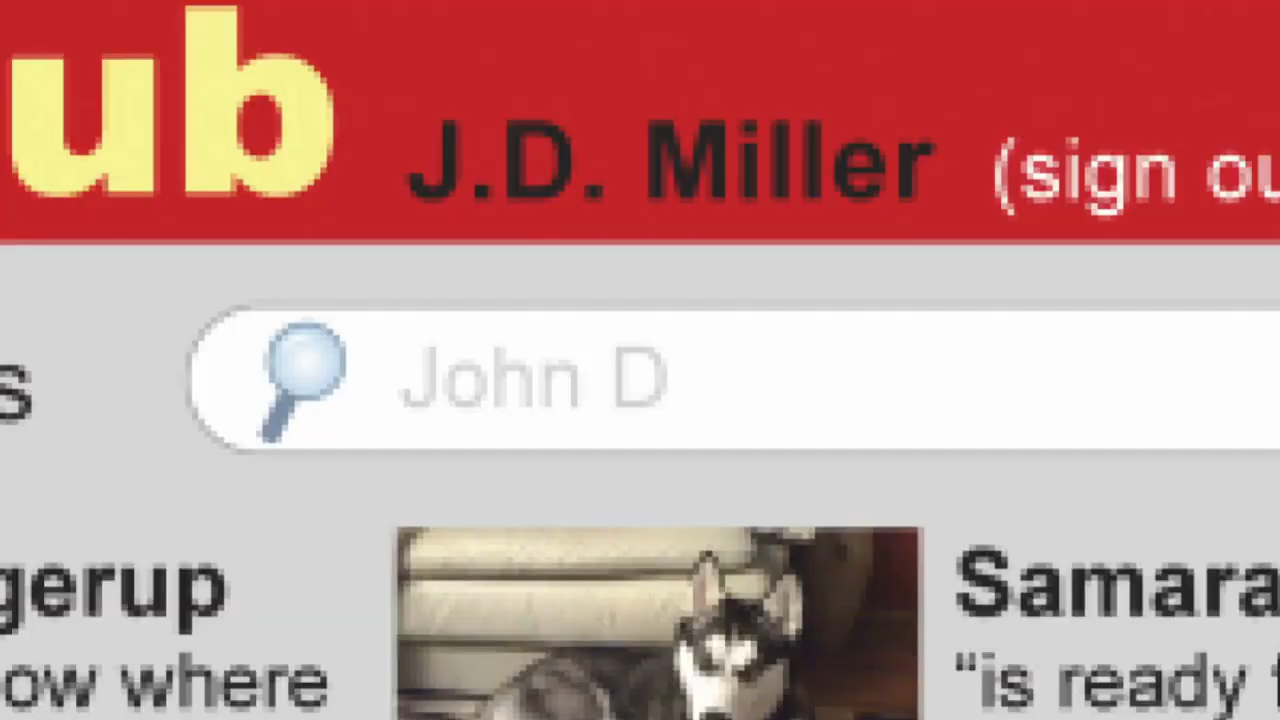 ub J.D. Miller (sign ou
s John D
gerup Samara
ow where "is ready